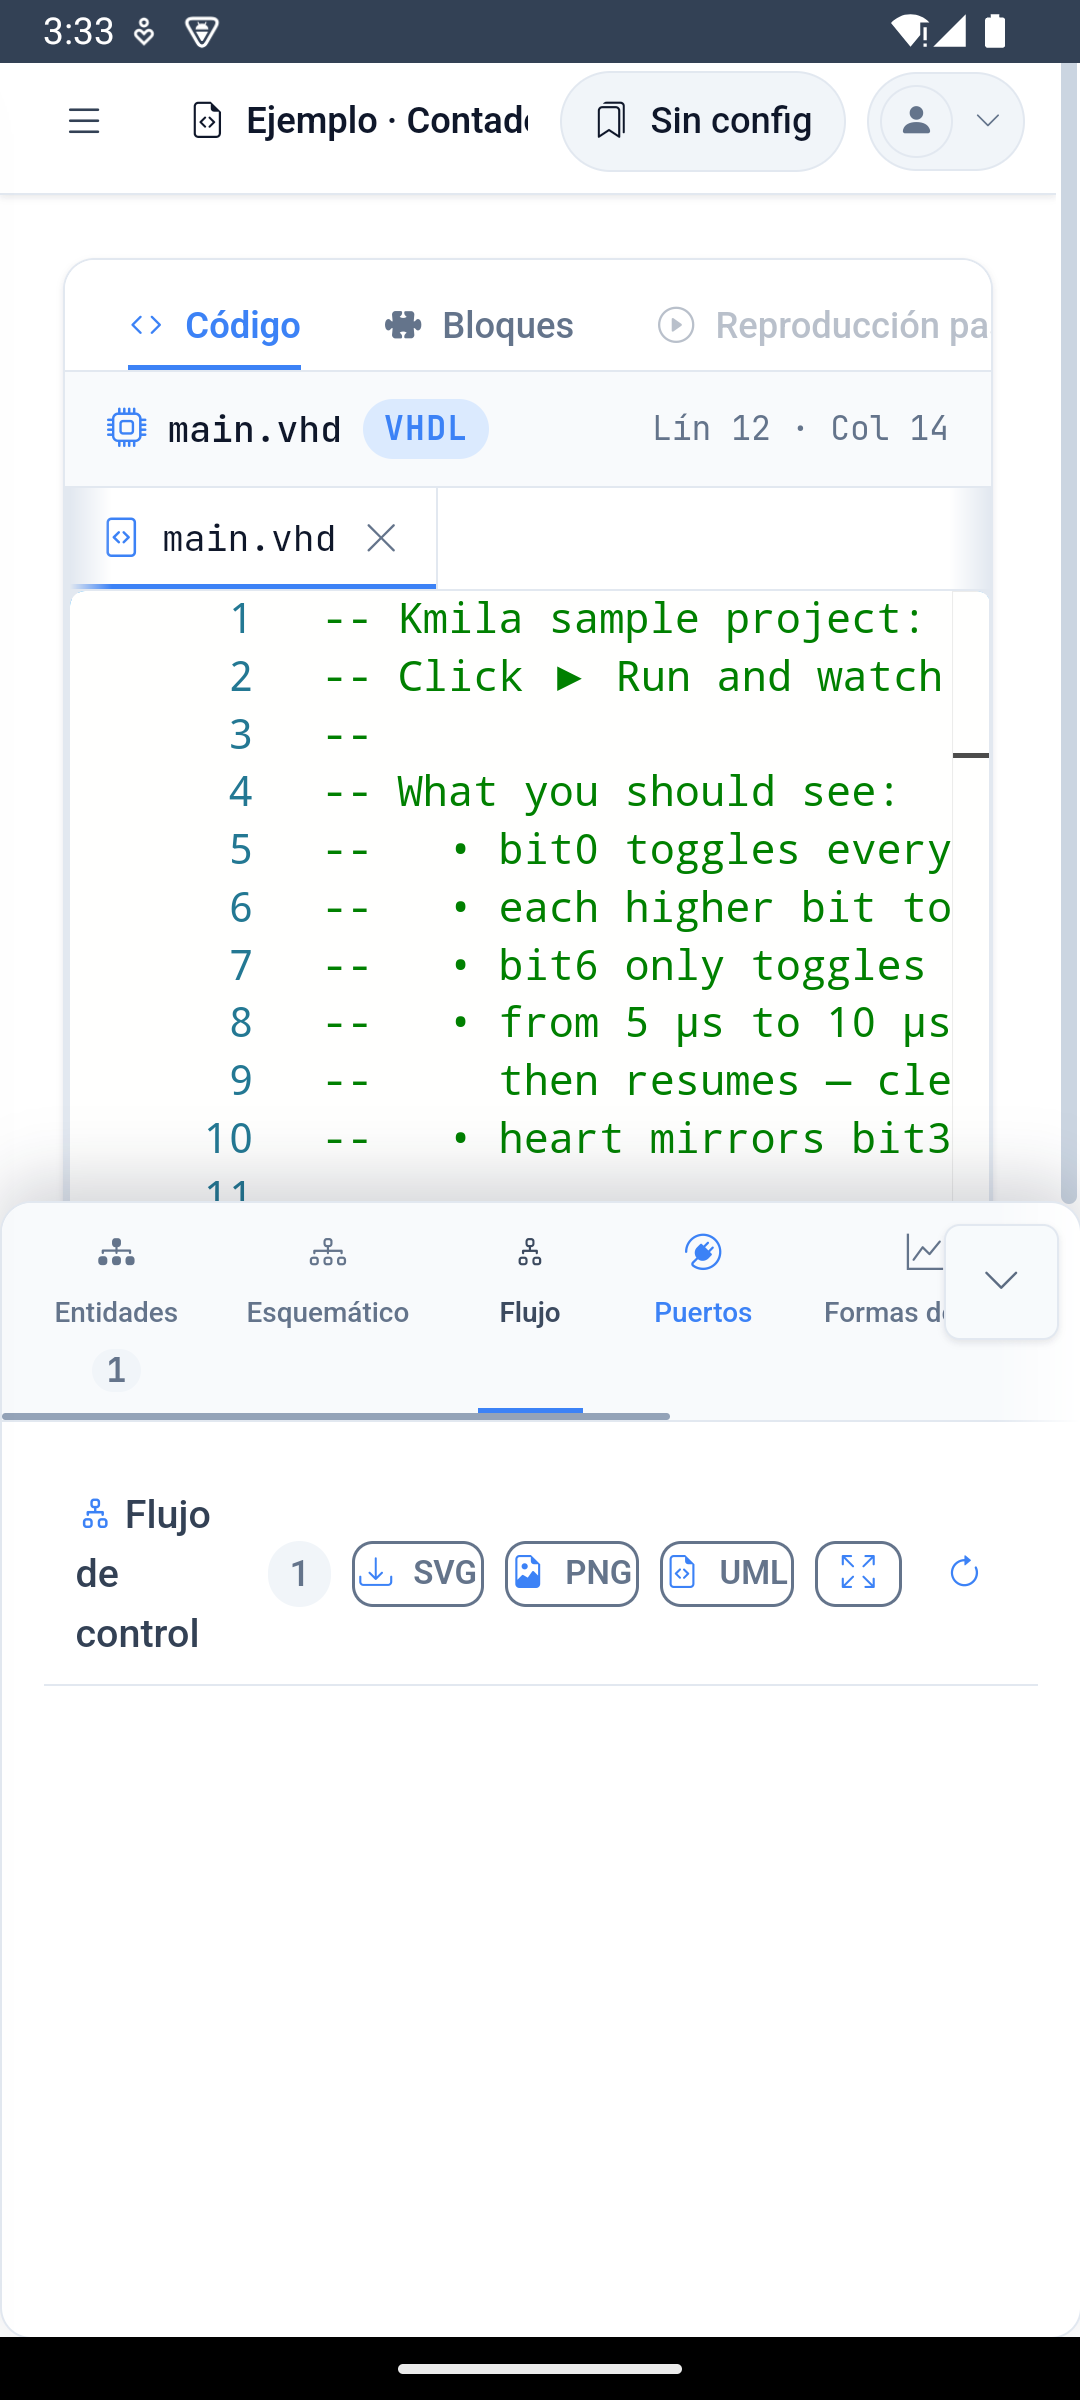 3:33
Ejemplo · Contad
Sin config
Código
Bloques
Reproducción pa
main.vhd
VHDL
Lín 12 · Col 14
main.vhd
1 -- Kmila sample project:
2 -- Click ▶ Run and watch
3 --
4 -- What you should see:
5 --   • bit0 toggles every
6 --   • each higher bit to
7 --   • bit6 only toggles
8 --   • from 5 µs to 10 µs
9 --     then resumes — cle
10 --   • heart mirrors bit3
11
Entidades
1
Esquemático
Flujo
Puertos
Formas d
Flujo
de
control
1
SVG
PNG
UML